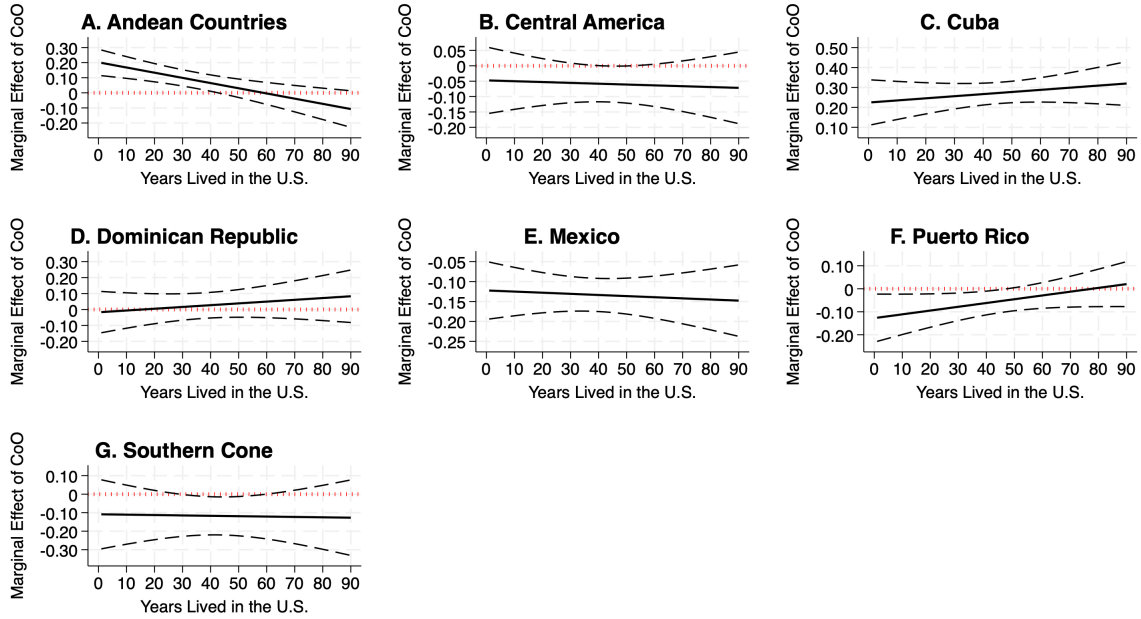 A. Andean Countries
Marginal Effect of CoO
0.30
0.20
0.10
0
-0.10
-0.20
0 10 20 30 40 50 60 70 80 90
Years Lived in the U.S.
B. Central America
Marginal Effect of CoO
0.05
0
-0.05
-0.10
-0.15
-0.20
0 10 20 30 40 50 60 70 80 90
Years Lived in the U.S.
C. Cuba
Marginal Effect of CoO
0.50
0.40
0.30
0.20
0.10
0 10 20 30 40 50 60 70 80 90
Years Lived in the U.S.
D. Dominican Republic
Marginal Effect of CoO
0.30
0.20
0.10
0
-0.10
-0.20
0 10 20 30 40 50 60 70 80 90
Years Lived in the U.S.
E. Mexico
Marginal Effect of CoO
-0.05
-0.10
-0.15
-0.20
-0.25
0 10 20 30 40 50 60 70 80 90
Years Lived in the U.S.
F. Puerto Rico
Marginal Effect of CoO
0.10
0
-0.10
-0.20
0 10 20 30 40 50 60 70 80 90
Years Lived in the U.S.
G. Southern Cone
Marginal Effect of CoO
0.10
0
-0.10
-0.20
-0.30
0 10 20 30 40 50 60 70 80 90
Years Lived in the U.S.